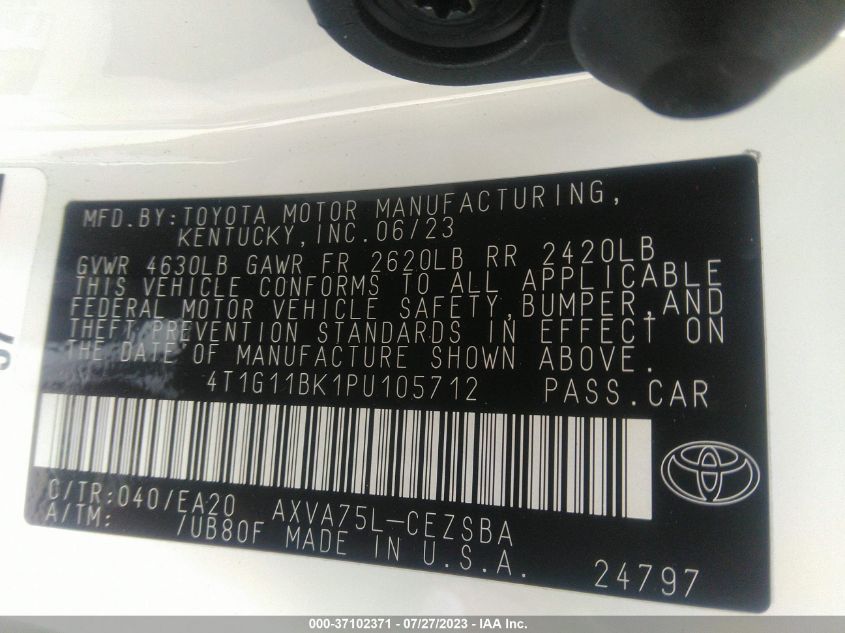 MFD.BY:TOYOTA MOTOR MANUFACTURING,
KENTUCKY,INC.06/23
GVWR 4630LB GAWR FR 2620LB RR 2420LB
THIS VEHICLE CONFORMS TO ALL APPLICABLE
FEDERAL MOTOR VEHICLE SAFETY,BUMPER,AND
THEFT PREVENTION STANDARDS IN EFFECT ON
THE DATE OF MANUFACTURE SHOWN ABOVE.
4T1G11BK1PU105712 PASS.CAR
C/TR:040/EA20 AXVA75L-CEZSBA
A/TM: /UB80F MADE IN U.S.A.
24797
000-37102371 - 07/27/2023 - IAA Inc.